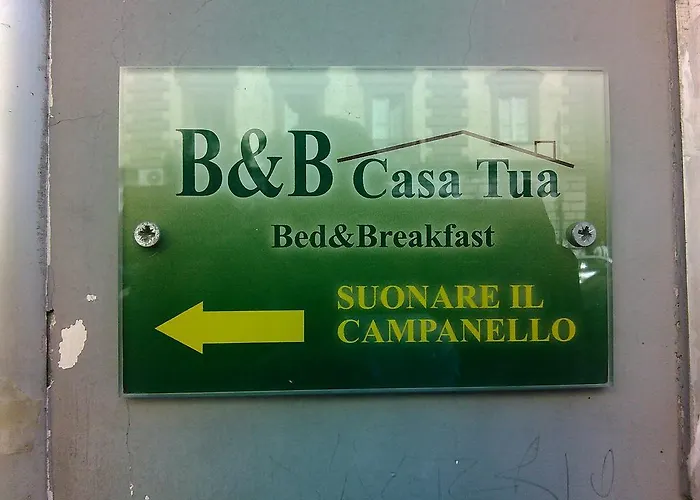 B&B Casa Tua
Bed&Breakfast
SUONARE IL
CAMPANELLO